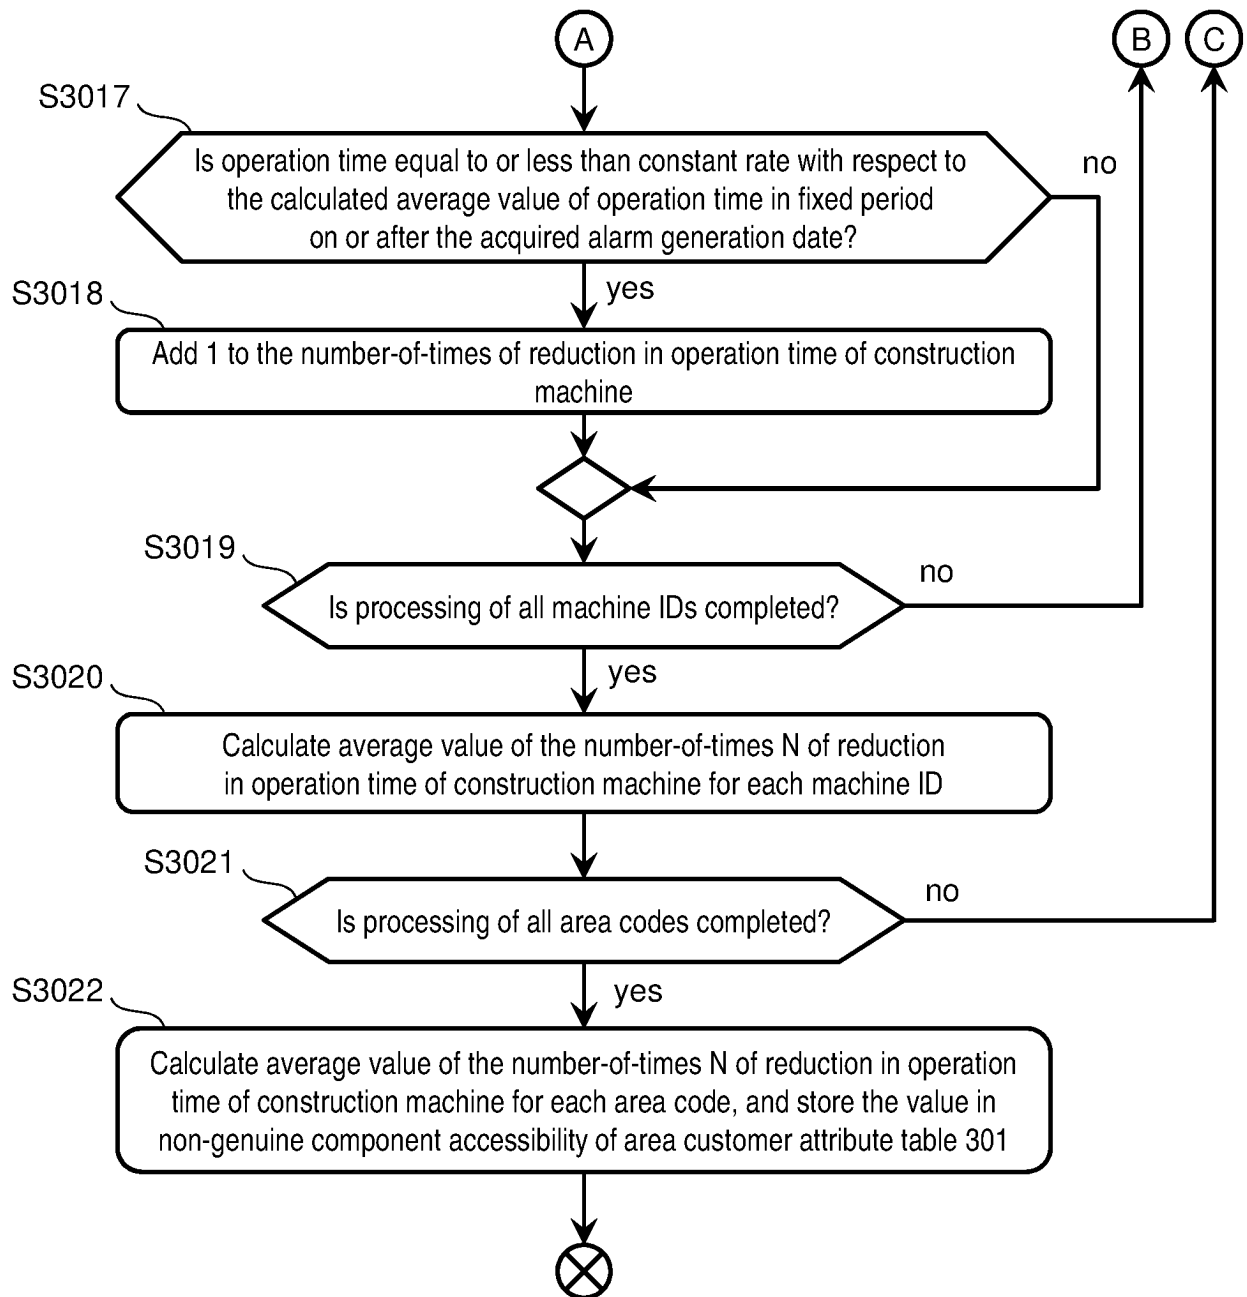 A
B
C
S3017
Is operation time equal to or less than constant rate with respect to
the calculated average value of operation time in fixed period
on or after the acquired alarm generation date?
no
yes
S3018
Add 1 to the number-of-times of reduction in operation time of construction
machine
S3019
Is processing of all machine IDs completed?
no
yes
S3020
Calculate average value of the number-of-times N of reduction
in operation time of construction machine for each machine ID
S3021
Is processing of all area codes completed?
no
yes
S3022
Calculate average value of the number-of-times N of reduction in operation
time of construction machine for each area code, and store the value in
non-genuine component accessibility of area customer attribute table 301